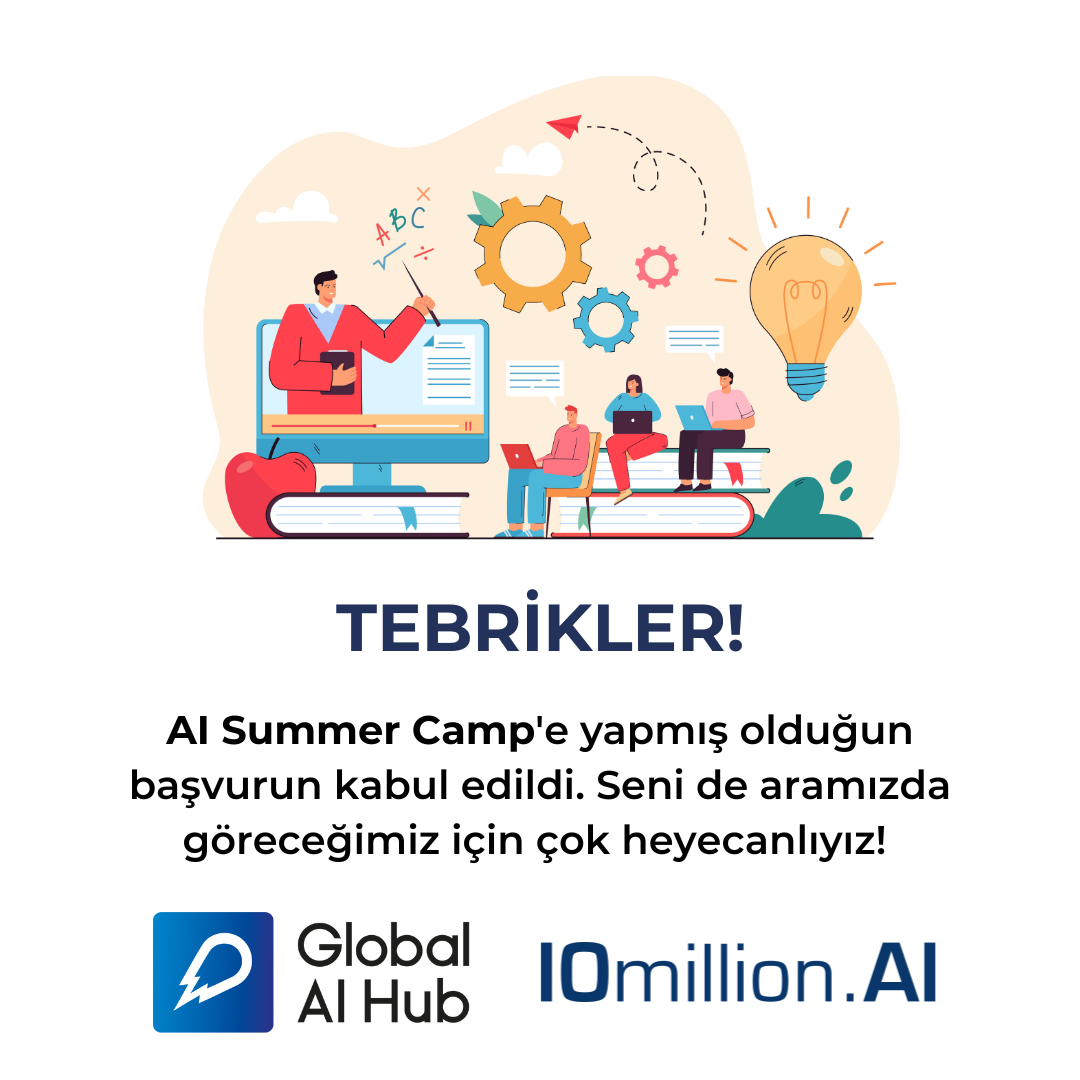 A B C
TEBRİKLER!
AI Summer Camp'e yapmış olduğun
başvurun kabul edildi. Seni de aramızda
göreceğimiz için çok heyecanlıyız!
Global
AI Hub
10million.AI